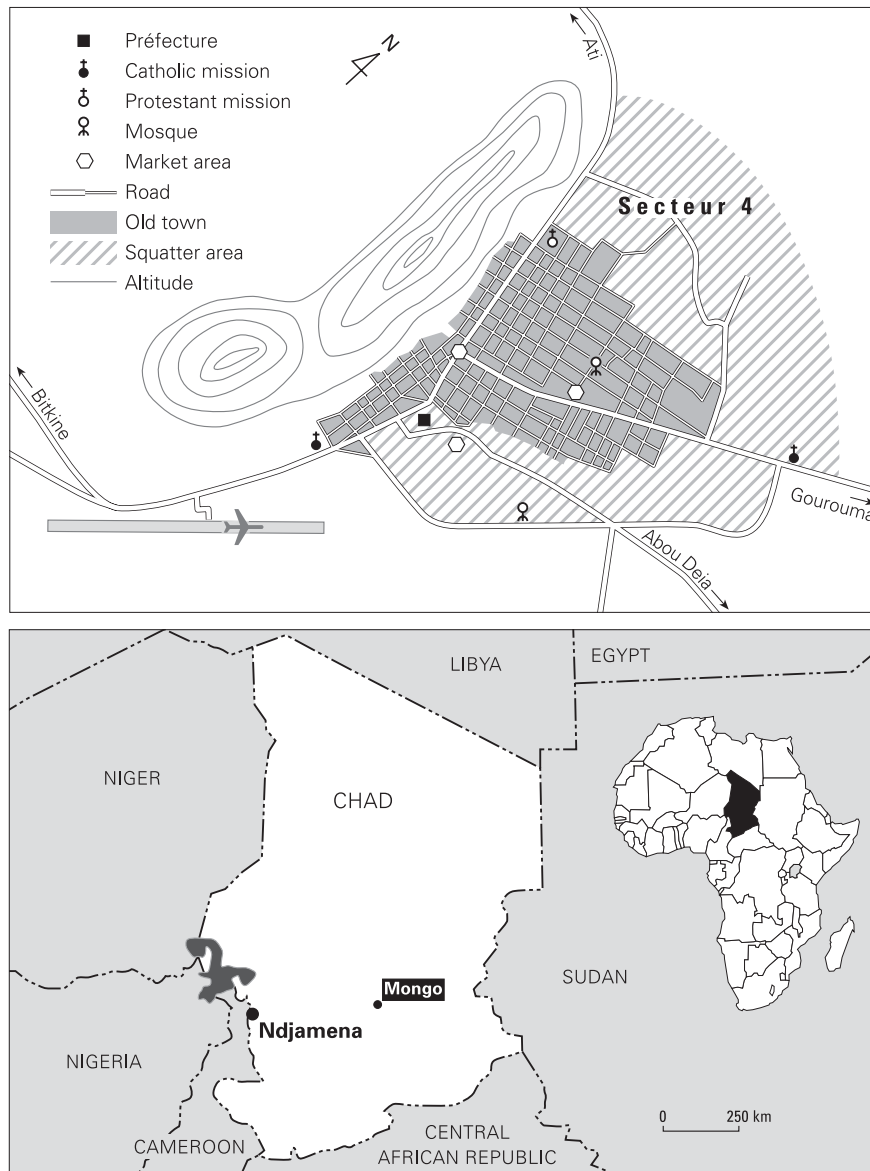 Préfecture
Catholic mission
Protestant mission
Mosque
Market area
Road
Old town
Squatter area
Altitude
N
Ati
Secteur 4
Bitkine
Gourouma
Abou Deia
LIBYA
EGYPT
NIGER
CHAD
SUDAN
Mongo
Ndjamena
NIGERIA
CAMEROON
CENTRAL
AFRICAN REPUBLIC
0 250 km